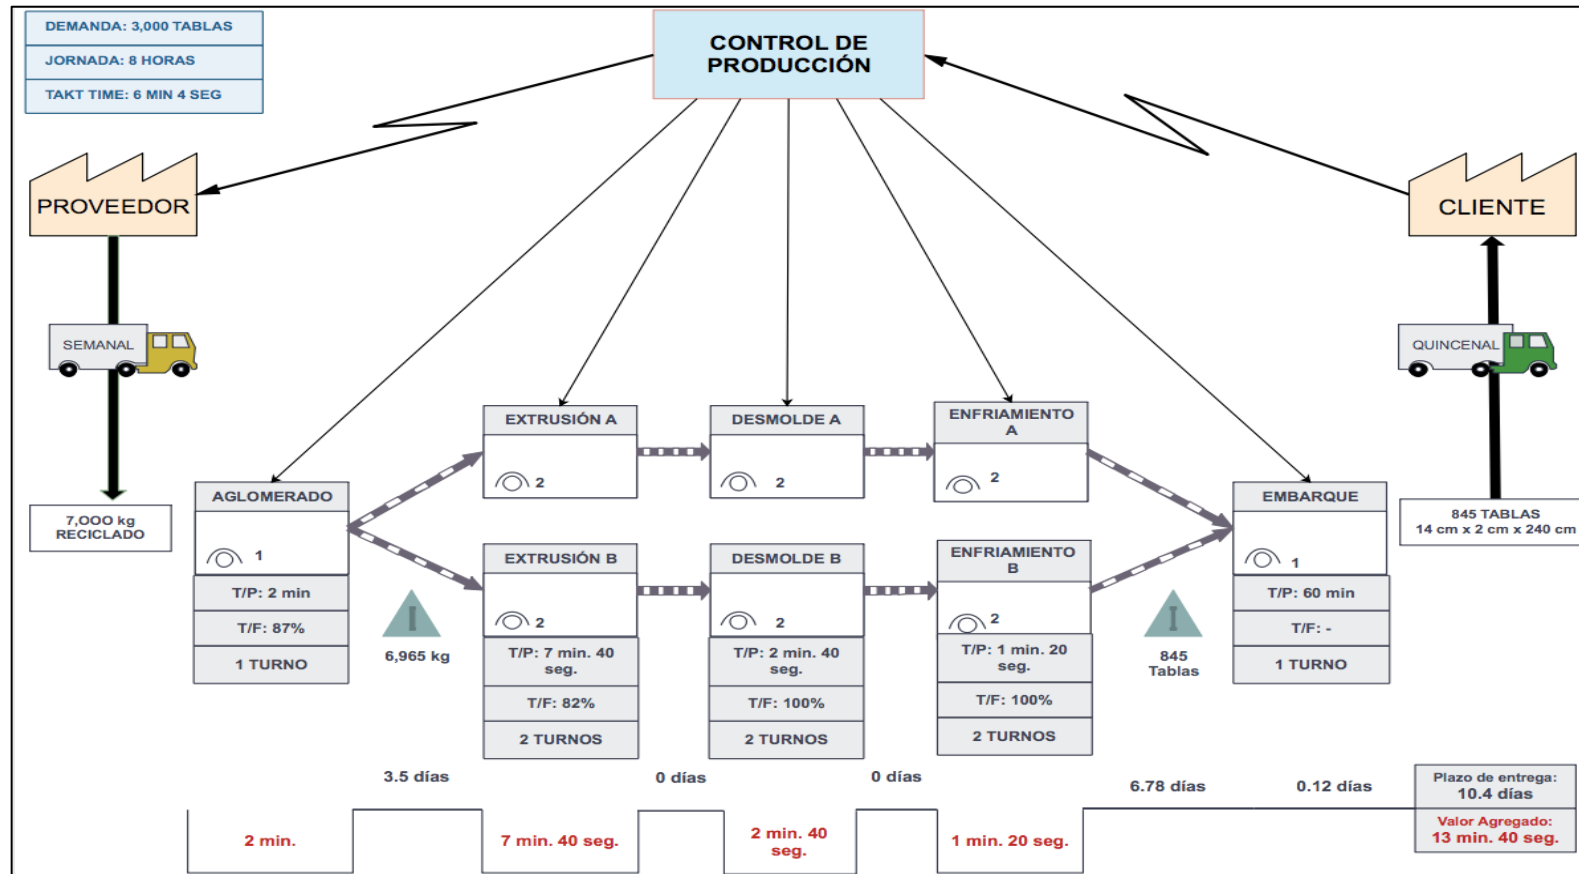 DEMANDA: 3,000 TABLAS
JORNADA: 8 HORAS
TAKT TIME: 6 MIN 4 SEG
CONTROL DE
PRODUCCIÓN
PROVEEDOR
CLIENTE
SEMANAL
QUINCENAL
7,OOO kg
RECICLADO
845 TABLAS
14 cm x 2 cm x 240 cm
AGLOMERADO
1
T/P: 2 min
T/F: 87%
1 TURNO
I
6,965 kg
EXTRUSIÓN A
2
DESMOLDE A
2
ENFRIAMIENTO
A
2
EXTRUSIÓN B
2
T/P: 7 min. 40
seg.
T/F: 82%
2 TURNOS
DESMOLDE B
2
T/P: 2 min. 40
seg.
T/F: 100%
2 TURNOS
ENFRIAMIENTO
B
2
T/P: 1 min. 20
seg.
T/F: 100%
2 TURNOS
I
845
Tablas
EMBARQUE
1
T/P: 60 min
T/F: -
1 TURNO
3.5 días
0 días
0 días
6.78 días
0.12 días
2 min.
7 min. 40 seg.
2 min. 40
seg.
1 min. 20 seg.
Plazo de entrega:
10.4 días
Valor Agregado:
13 min. 40 seg.